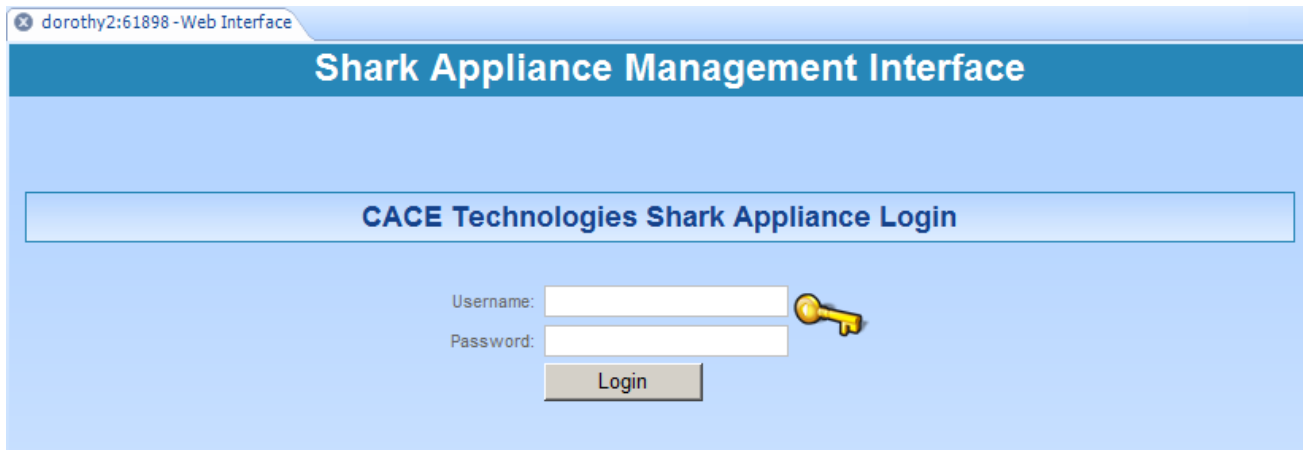 dorothy2:61898 - Web Interface
Shark Appliance Management Interface
CACE Technologies Shark Appliance Login
Username:
Password:
Login